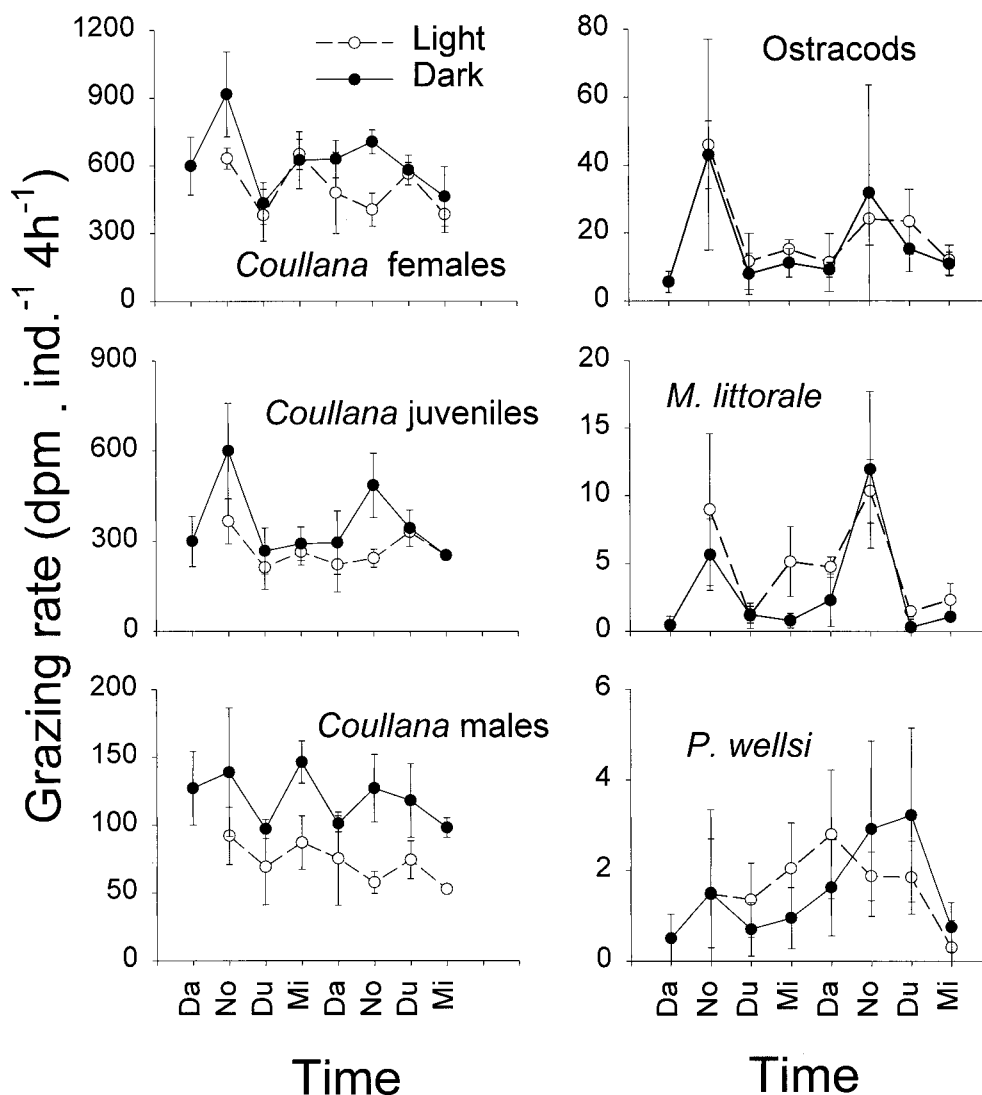 Grazing rate (dpm . ind.⁻¹ 4h⁻¹)
1200
900
600
300
0
Light
Dark
Coullana females
80
60
40
20
0
Ostracods
900
600
300
0
Coullana juveniles
20
15
10
5
0
M. littorale
200
150
100
50
0
Coullana males
Da No Du Mi Da No Du Mi
Time
6
4
2
0
P. wellsi
Da No Du Mi Da No Du Mi
Time